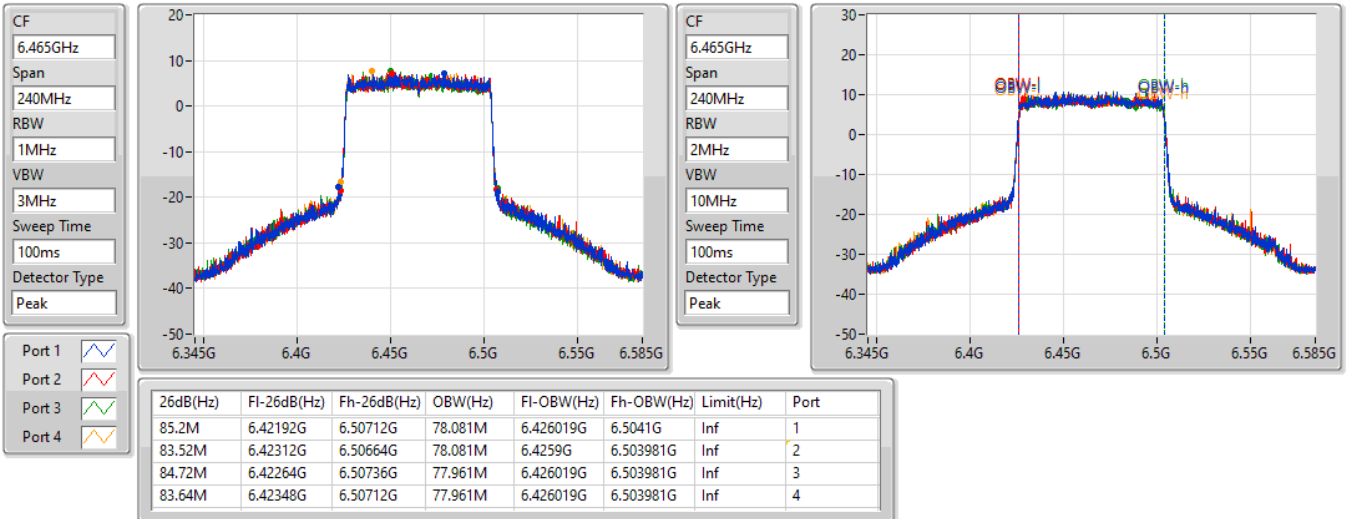 CF
6.465GHz
Span
240MHz
RBW
1MHz
VBW
3MHz
Sweep Time
100ms
Detector Type
Peak
20
10
0
-10
-20
-30
-40
-50
6.345G 6.4G 6.45G 6.5G 6.55G 6.585G
CF
6.465GHz
Span
240MHz
RBW
2MHz
VBW
10MHz
Sweep Time
100ms
Detector Type
Peak
30
20
10
0
-10
-20
-30
-40
-50
OBW-l OBW-h
6.345G 6.4G 6.45G 6.5G 6.55G 6.585G
Port 1
Port 2
Port 3
Port 4
26dB(Hz) Fl-26dB(Hz) Fh-26dB(Hz) OBW(Hz) Fl-OBW(Hz) Fh-OBW(Hz) Limit(Hz) Port
85.2M 6.42192G 6.50712G 78.081M 6.426019G 6.5041G Inf 1
83.52M 6.42312G 6.50664G 78.081M 6.4259G 6.503981G Inf 2
84.72M 6.42264G 6.50736G 77.961M 6.426019G 6.503981G Inf 3
83.64M 6.42348G 6.50712G 77.961M 6.426019G 6.503981G Inf 4